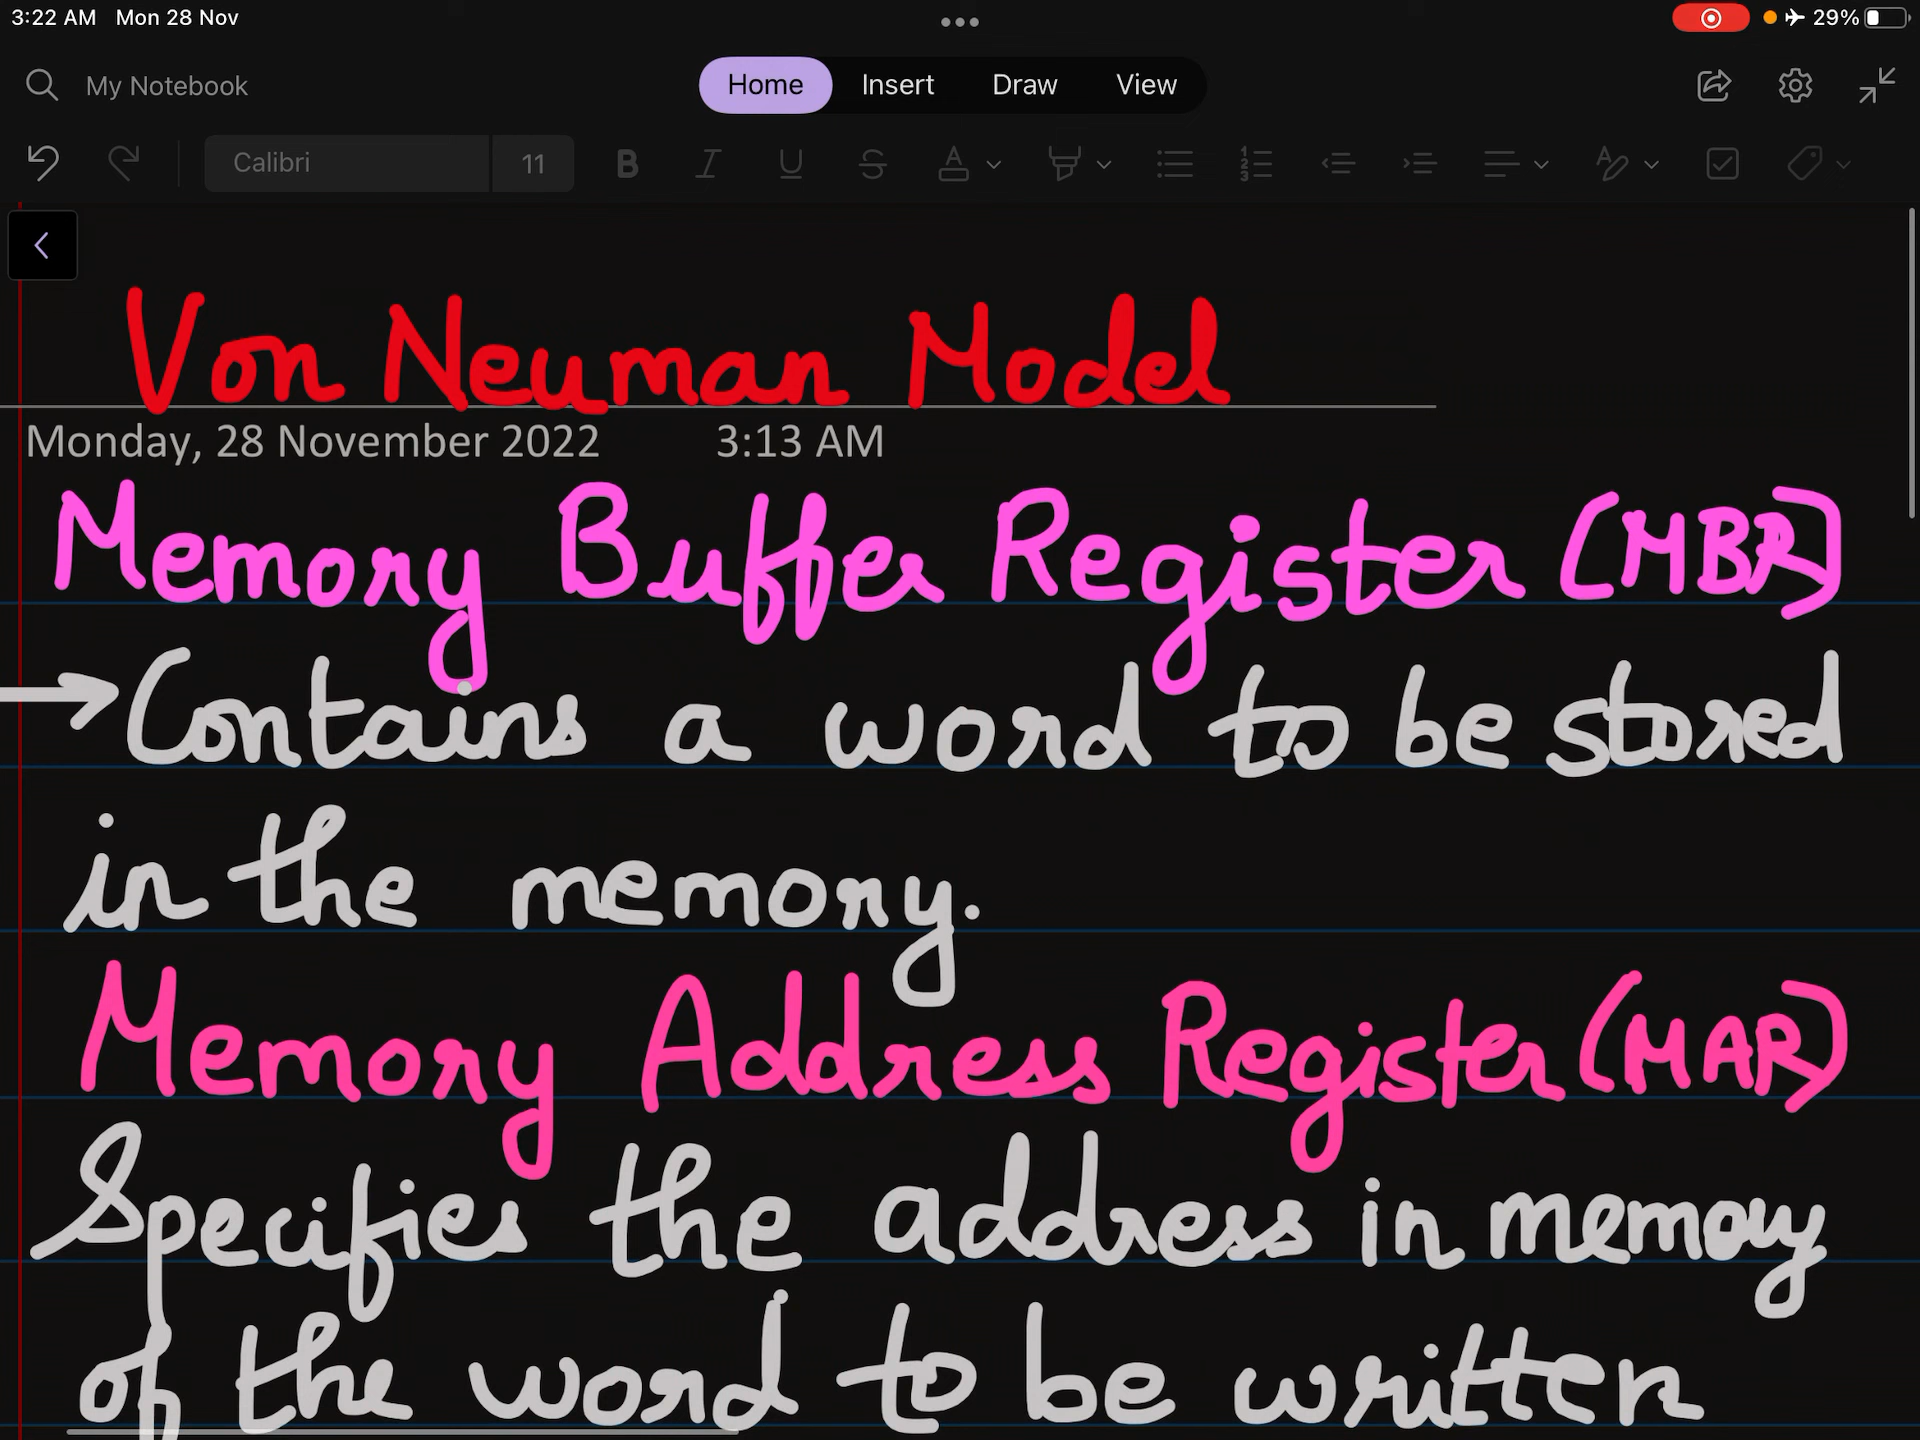 3:22 AM Mon 28 Nov 29%
My Notebook Home Insert Draw View
Calibri 11
Von Neuman Model
Monday, 28 November 2022 3:13 AM
Memory Buffer Register (MBR)
→Contains a word to be stored
in the memory.
Memory Address Register (MAR)
Specifies the address in memory
of the word to be written